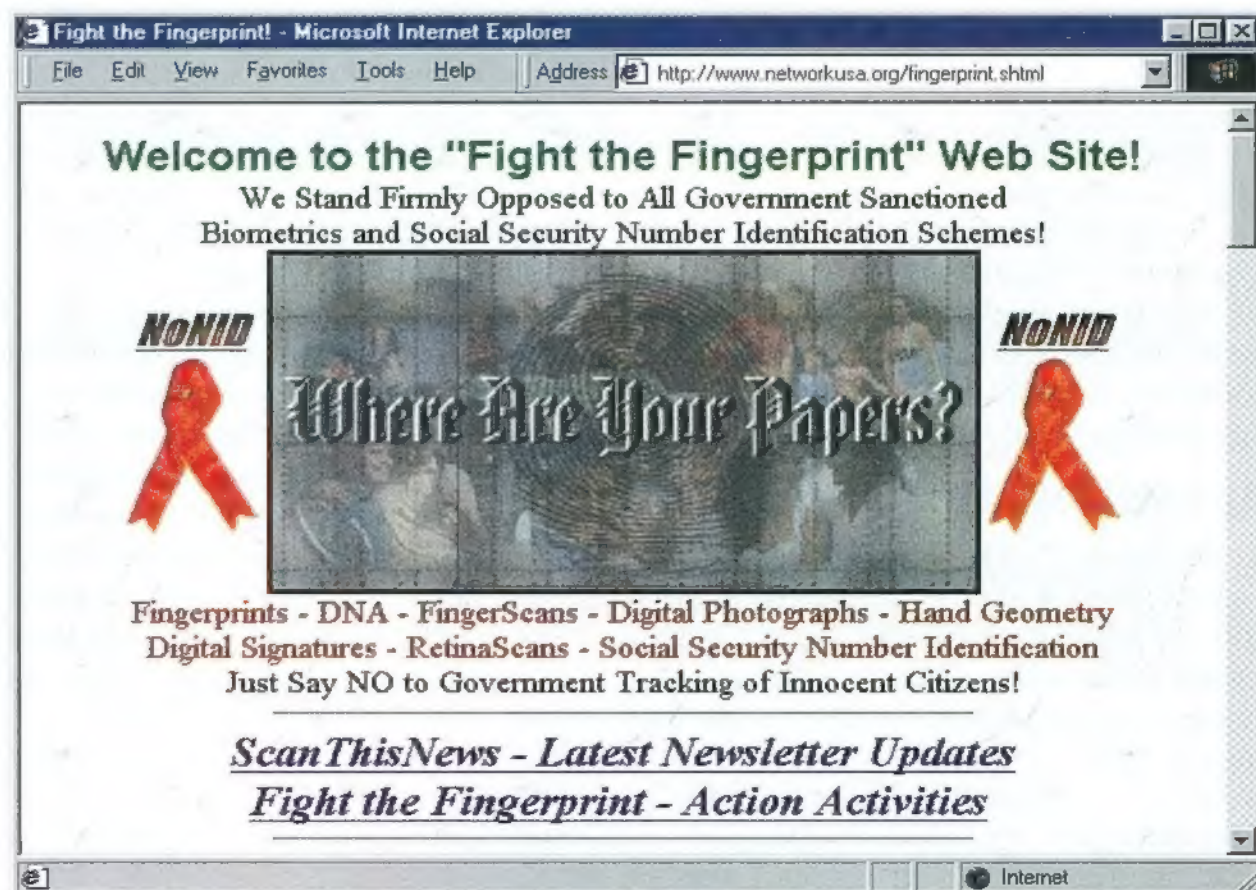 Fight the Fingerprint! - Microsoft Internet Explorer
File Edit View Favorites Tools Help Address http://www.networkusa.org/fingerprint.shtml
Welcome to the "Fight the Fingerprint" Web Site!
We Stand Firmly Opposed to All Government Sanctioned
Biometrics and Social Security Number Identification Schemes!
NoNID
NoNID
Where Are Your Papers?
Fingerprints - DNA - FingerScans - Digital Photographs - Hand Geometry
Digital Signatures - RetinaScans - Social Security Number Identification
Just Say NO to Government Tracking of Innocent Citizens!
ScanThisNews - Latest Newsletter Updates
Fight the Fingerprint - Action Activities
Internet